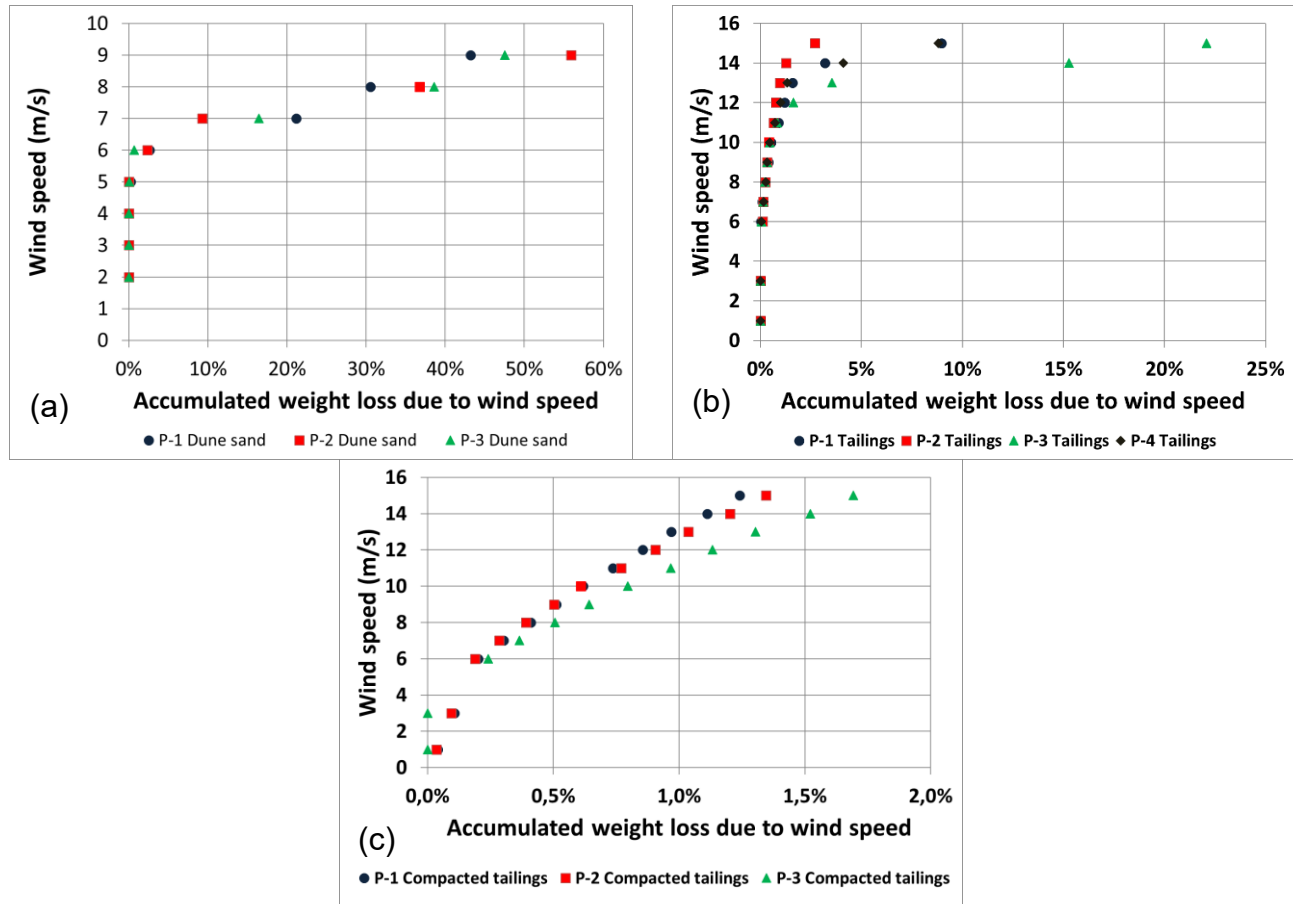 10
9
8
7
6
5
4
3
2
1
0
Wind speed (m/s)
0% 10% 20% 30% 40% 50% 60%
(a) Accumulated weight loss due to wind speed
P-1 Dune sand P-2 Dune sand P-3 Dune sand
16
14
12
10
8
6
4
2
0
Wind speed (m/s)
0% 5% 10% 15% 20% 25%
(b) Accumulated weight loss due to wind speed
P-1 Tailings P-2 Tailings P-3 Tailings P-4 Tailings
16
14
12
10
8
6
4
2
0
Wind speed (m/s)
0,0% 0,5% 1,0% 1,5% 2,0%
(c) Accumulated weight loss due to wind speed
P-1 Compacted tailings P-2 Compacted tailings P-3 Compacted tailings